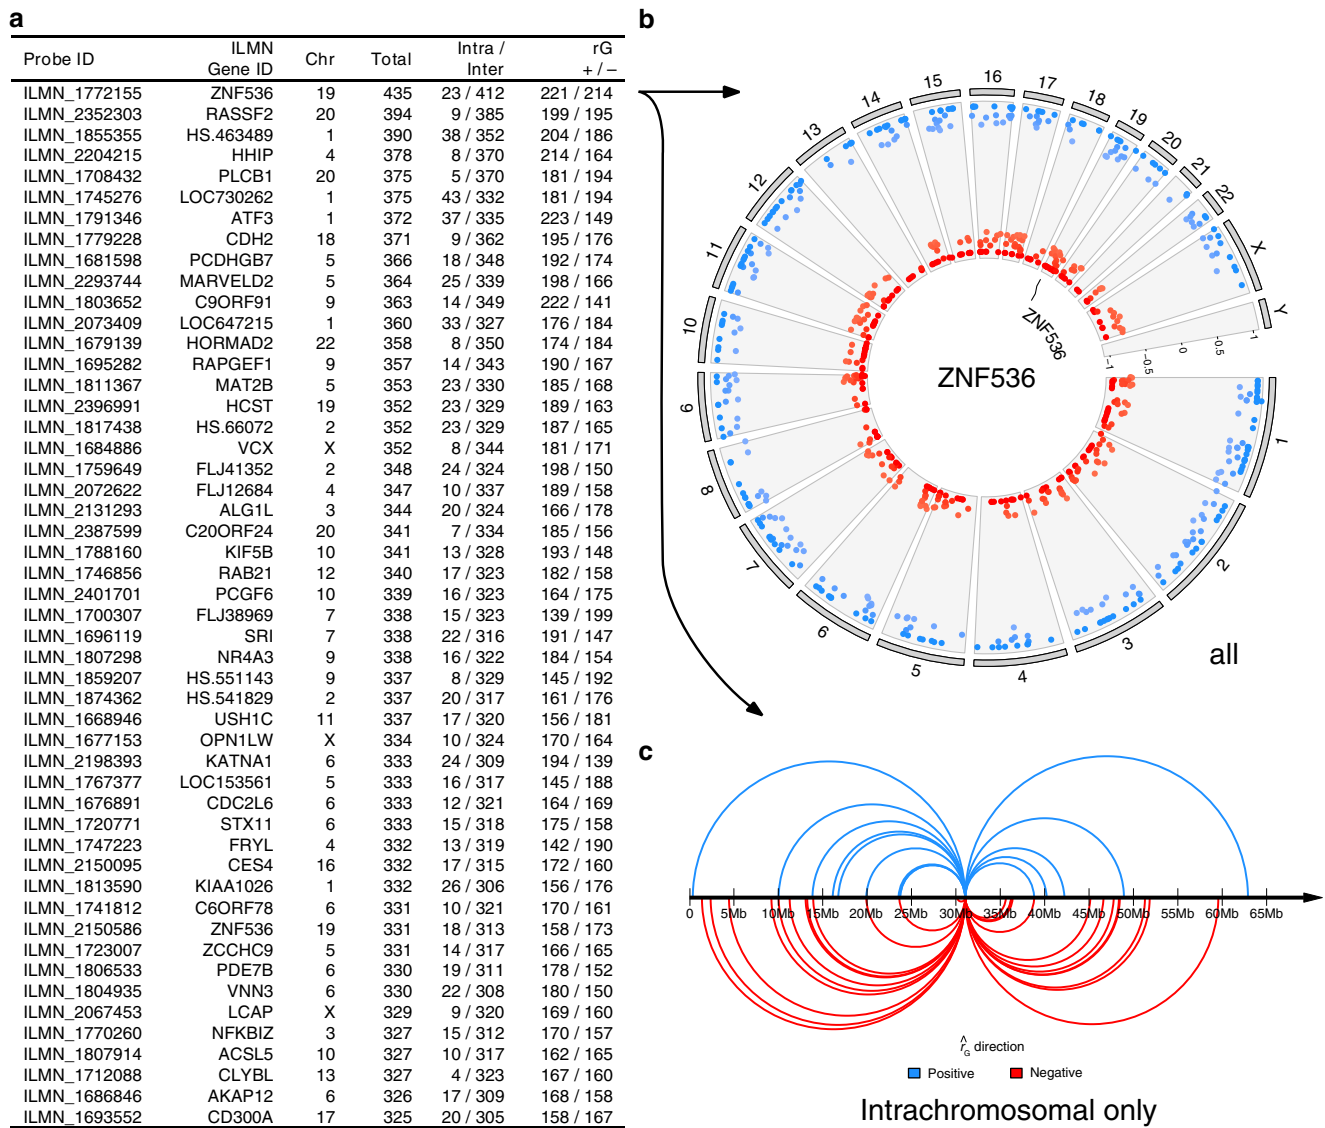 a
Probe ID ILMN Gene ID Chr Total Intra / Inter rG + / –
ILMN_1772155 ZNF536 19 435 23 / 412 221 / 214
ILMN_2352303 RASSF2 20 394 9 / 385 199 / 195
ILMN_1855355 HS.463489 1 390 38 / 352 204 / 186
ILMN_2204215 HHIP 4 378 8 / 370 214 / 164
ILMN_1708432 PLCB1 20 375 5 / 370 181 / 194
ILMN_1745276 LOC730262 1 375 43 / 332 181 / 194
ILMN_1791346 ATF3 1 372 37 / 335 223 / 149
ILMN_1779228 CDH2 18 371 9 / 362 195 / 176
ILMN_1681598 PCDHGB7 5 366 18 / 348 192 / 174
ILMN_2293744 MARVELD2 5 364 25 / 339 198 / 166
ILMN_1803652 C9ORF91 9 363 14 / 349 222 / 141
ILMN_2073409 LOC647215 1 360 33 / 327 176 / 184
ILMN_1679139 HORMAD2 22 358 8 / 350 174 / 184
ILMN_1695282 RAPGEF1 9 357 14 / 343 190 / 167
ILMN_1811367 MAT2B 5 353 23 / 330 185 / 168
ILMN_2396991 HCST 19 352 23 / 329 189 / 163
ILMN_1817438 HS.66072 2 352 23 / 329 187 / 165
ILMN_1684886 VCX X 352 8 / 344 181 / 171
ILMN_1759649 FLJ41352 2 348 24 / 324 198 / 150
ILMN_2072622 FLJ12684 4 347 10 / 337 189 / 158
ILMN_2131293 ALG1L 3 344 20 / 324 166 / 178
ILMN_2387599 C20ORF24 20 341 7 / 334 185 / 156
ILMN_1788160 KIF5B 10 341 13 / 328 193 / 148
ILMN_1746856 RAB21 12 340 17 / 323 182 / 158
ILMN_2401701 PCGF6 10 339 16 / 323 164 / 175
ILMN_1700307 FLJ38969 7 338 15 / 323 139 / 199
ILMN_1696119 SRI 7 338 22 / 316 191 / 147
ILMN_1807298 NR4A3 9 338 16 / 322 184 / 154
ILMN_1859207 HS.551143 9 337 8 / 329 145 / 192
ILMN_1874362 HS.541829 2 337 20 / 317 161 / 176
ILMN_1668946 USH1C 11 337 17 / 320 156 / 181
ILMN_1677153 OPN1LW X 334 10 / 324 170 / 164
ILMN_2198393 KATNA1 6 333 24 / 309 194 / 139
ILMN_1767377 LOC153561 5 333 16 / 317 145 / 188
ILMN_1676891 CDC2L6 6 333 12 / 321 164 / 169
ILMN_1720771 STX11 6 333 15 / 318 175 / 158
ILMN_1747233 FRYL 4 332 13 / 319 142 / 190
ILMN_2150095 CES4 16 332 17 / 315 172 / 160
ILMN_1813590 KIAA1026 1 332 26 / 306 156 / 176
ILMN_1741812 C6ORF78 6 331 10 / 321 170 / 161
ILMN_2150586 ZNF536 19 331 18 / 313 158 / 173
ILMN_1723007 ZCCHC9 5 331 14 / 317 166 / 165
ILMN_1806533 PDE7B 6 330 19 / 311 178 / 152
ILMN_1804935 VNN3 6 330 22 / 308 180 / 150
ILMN_2067453 LCAP X 329 9 / 320 169 / 160
ILMN_1770260 NFKBIZ 3 327 15 / 312 170 / 157
ILMN_1807914 ACSL5 10 327 10 / 317 162 / 165
ILMN_1712088 CLYBL 13 327 4 / 323 167 / 160
ILMN_1686846 AKAP12 6 326 17 / 309 168 / 158
ILMN_1693552 CD300A 17 325 20 / 305 158 / 167
b
1
2
3
4
5
6
7
8
9
10
11
12
13
14
15
16
17
18
19
20
21
22
X
Y
-1 -0.5 0 0.5 1
ZNF536
ZNF536
all
c
0 5Mb 10Mb 15Mb 20Mb 25Mb 30Mb 35Mb 40Mb 45Mb 50Mb 55Mb 60Mb 65Mb
r̂G direction
Positive Negative
Intrachromosomal only